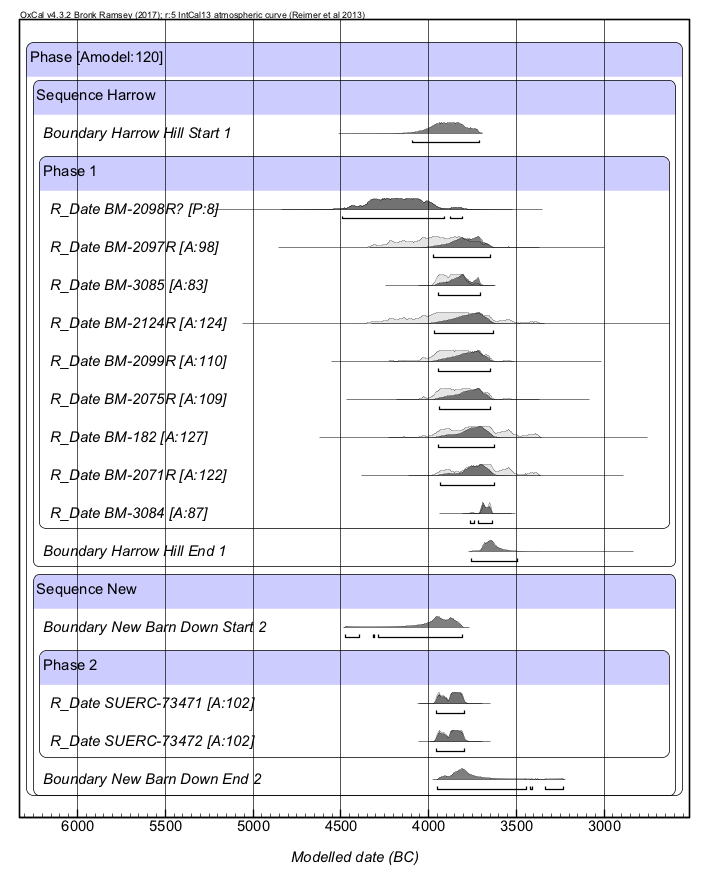 OxCal v4.3.2 Bronk Ramsey (2017); r:5 IntCal13 atmospheric curve (Reimer et al 2013)
Phase [Amodel:120]
Sequence Harrow
Boundary Harrow Hill Start 1
Phase 1
R_Date BM-2098R? [P:8]
R_Date BM-2097R [A:98]
R_Date BM-3085 [A:83]
R_Date BM-2124R [A:124]
R_Date BM-2099R [A:110]
R_Date BM-2075R [A:109]
R_Date BM-182 [A:127]
R_Date BM-2071R [A:122]
R_Date BM-3084 [A:87]
Boundary Harrow Hill End 1
Sequence New
Boundary New Barn Down Start 2
Phase 2
R_Date SUERC-73471 [A:102]
R_Date SUERC-73472 [A:102]
Boundary New Barn Down End 2
6000 5500 5000 4500 4000 3500 3000
Modelled date (BC)